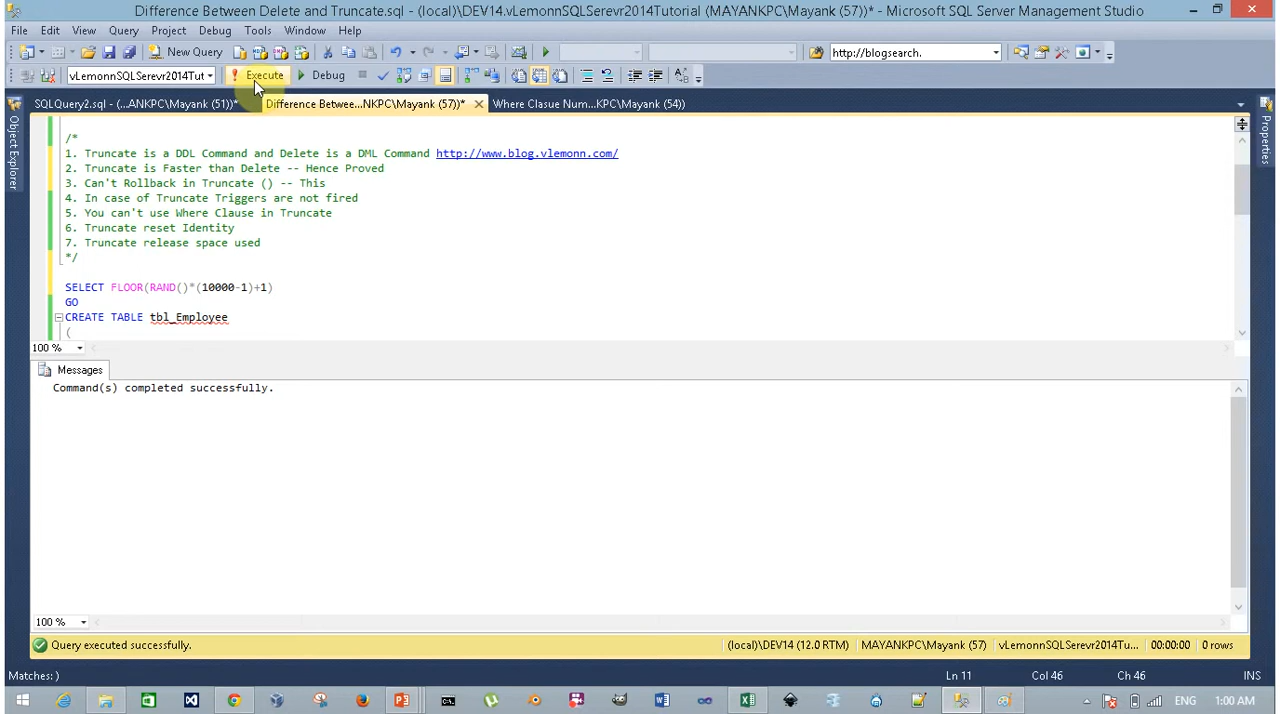 Difference Between Delete and Truncate.sql - (local)\DEV14.vLemonnSQLSerevr2014Tutorial (MAYANKPC\Mayank (57))* - Microsoft SQL Server Management Studio
File Edit View Query Project Debug Tools Window Help
New Query http://blogsearch.
vLemonnSQLSerevr2014Tut Execute Debug
SQLQuery2.sql - (...ANKPC\Mayank (51))* Difference Betwee...NKPC\Mayank (57))* Where Clasue Num...KPC\Mayank (54))
Object Explorer
Properties
/*
1. Truncate is a DDL Command and Delete is a DML Command http://www.blog.vlemonn.com/
2. Truncate is Faster than Delete -- Hence Proved
3. Can't Rollback in Truncate () -- This
4. In case of Truncate Triggers are not fired
5. You can't use Where Clause in Truncate
6. Truncate reset Identity
7. Truncate release space used
*/
SELECT FLOOR(RAND()*(10000-1)+1)
GO
CREATE TABLE tbl_Employee
(
100 %
Messages
Command(s) completed successfully.
100 %
Query executed successfully. (local)\DEV14 (12.0 RTM) MAYANKPC\Mayank (57) vLemonnSQLSerevr2014Tu... 00:00:00 0 rows
Matches: ) Ln 11 Col 46 Ch 46 INS
ENG 1:00 AM